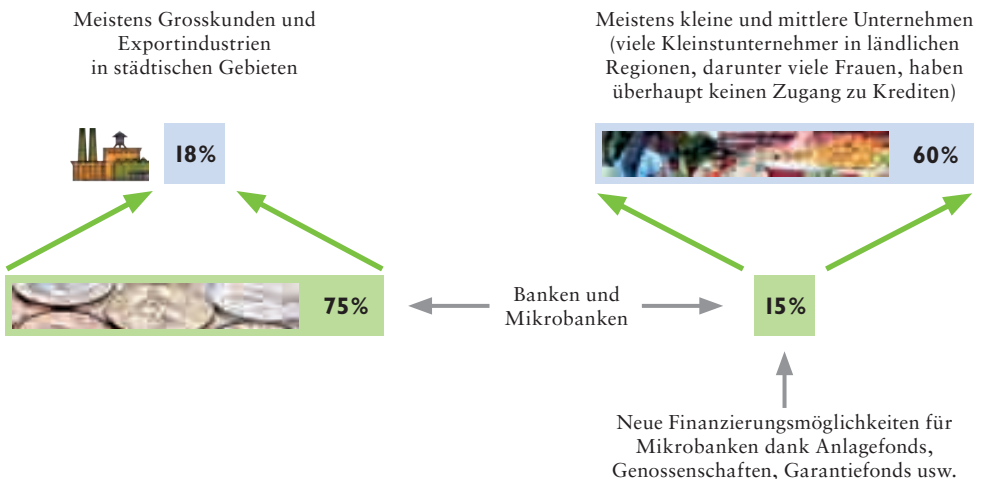 Meistens Grosskunden und
Exportindustrien
in städtischen Gebieten
Meistens kleine und mittlere Unternehmen
(viele Kleinstunternehmer in ländlichen
Regionen, darunter viele Frauen, haben
überhaupt keinen Zugang zu Krediten)
18%
60%
75%
Banken und
Mikrobanken
15%
Neue Finanzierungsmöglichkeiten für
Mikrobanken dank Anlagefonds,
Genossenschaften, Garantiefonds usw.